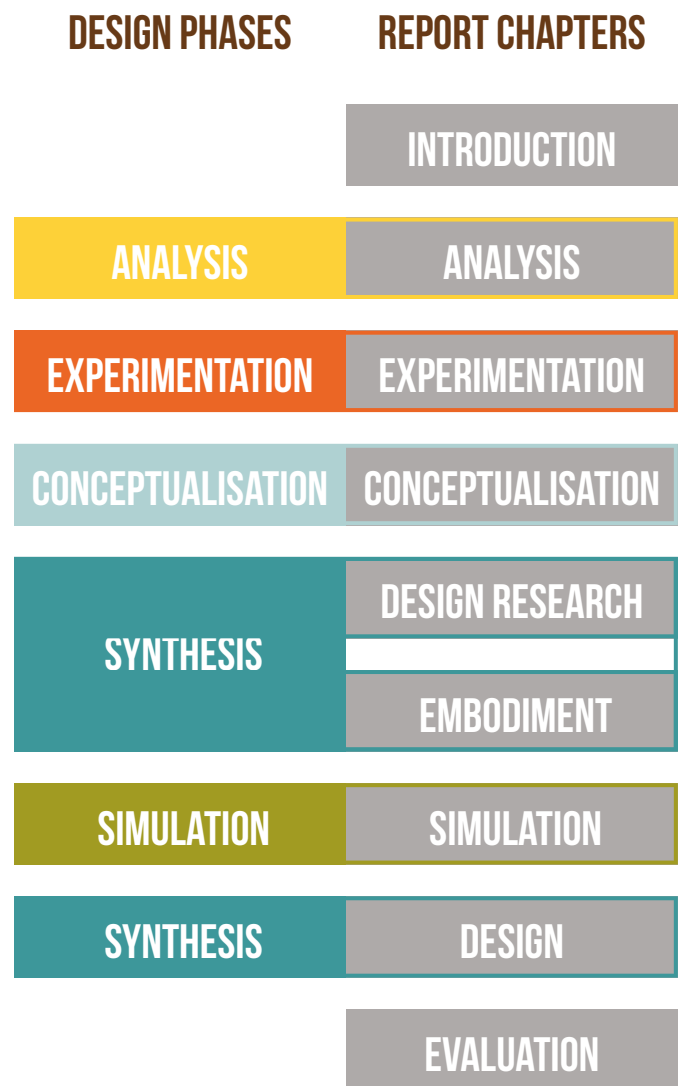 DESIGN PHASES REPORT CHAPTERS
INTRODUCTION
ANALYSIS ANALYSIS
EXPERIMENTATION EXPERIMENTATION
CONCEPTUALISATION CONCEPTUALISATION
DESIGN RESEARCH
SYNTHESIS
EMBODIMENT
SIMULATION SIMULATION
SYNTHESIS DESIGN
EVALUATION